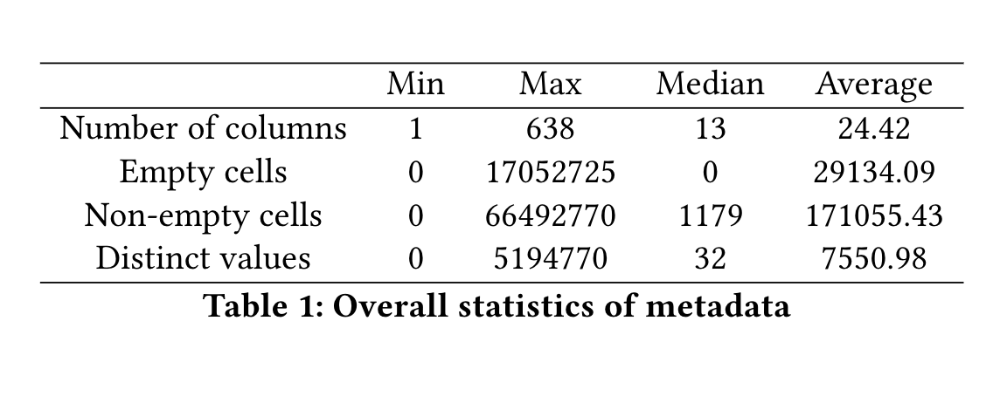 Min Max Median Average
Number of columns 1 638 13 24.42
Empty cells 0 17052725 0 29134.09
Non-empty cells 0 66492770 1179 171055.43
Distinct values 0 5194770 32 7550.98
Table 1: Overall statistics of metadata